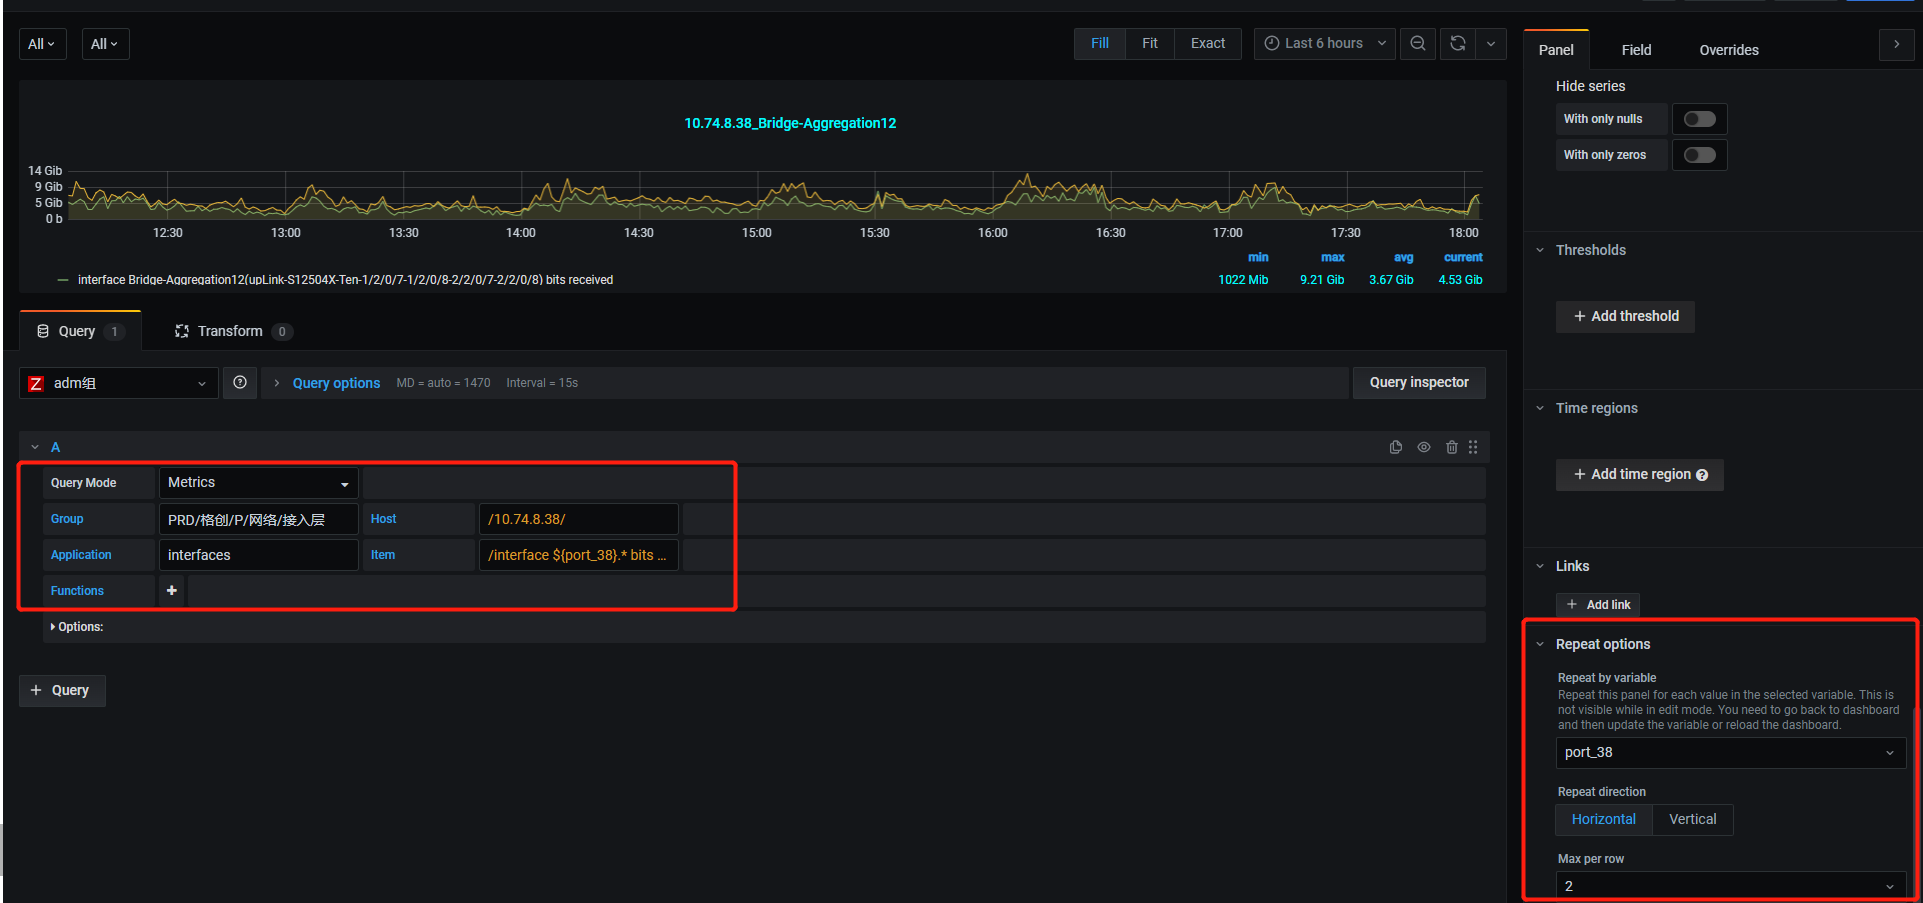 All
All
Fill
Fit
Exact
Last 6 hours
10.74.8.38_Bridge-Aggregation12
14 Gib
9 Gib
5 Gib
0 b
12:30
13:00
13:30
14:00
14:30
15:00
15:30
16:00
16:30
17:00
17:30
18:00
min
max
avg
current
interface Bridge-Aggregation12(upLink-S12504X-Ten-1/2/0/7-1/2/0/8-2/2/0/7-2/2/0/8) bits received
1022 Mib
9.21 Gib
3.67 Gib
4.53 Gib
Query 1
Transform 0
Z adm组
Query options
MD = auto = 1470
Interval = 15s
Query inspector
A
Query Mode
Metrics
Group
PRD/格创/P/网络/接入层
Host
/10.74.8.38/
Application
interfaces
Item
/interface ${port_38}.* bits ...
Functions
+
Options:
+ Query
Panel
Field
Overrides
Hide series
With only nulls
With only zeros
Thresholds
+ Add threshold
Time regions
+ Add time region
Links
+ Add link
Repeat options
Repeat by variable
Repeat this panel for each value in the selected variable. This is
not visible while in edit mode. You need to go back to dashboard
and then update the variable or reload the dashboard.
port_38
Repeat direction
Horizontal
Vertical
Max per row
2